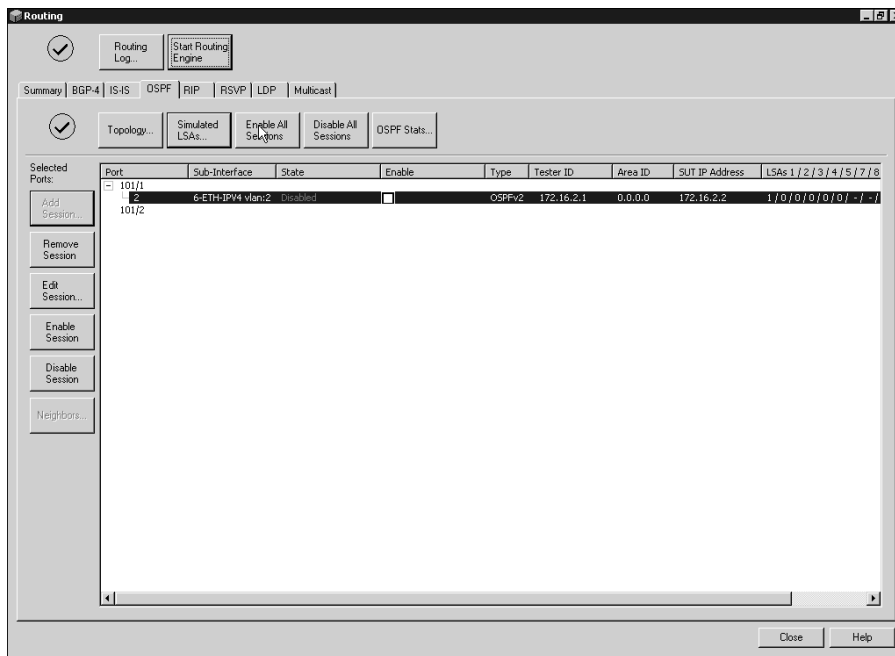 Routing
Routing
Log...
Start Routing
Engine
Summary
BGP-4
IS-IS
OSPF
RIP
RSVP
LDP
Multicast
Topology...
Simulated
LSAs...
Enable All
Sessions
Disable All
Sessions
OSPF Stats...
Selected
Ports:
Add
Session...
Remove
Session
Edit
Session...
Enable
Session
Disable
Session
Neighbors...
Port Sub-Interface State Enable Type Tester ID Area ID SUT IP Address LSAs 1 / 2 / 3 / 4 / 5 / 7 / 8
101/1
2 6-ETH-IPV4 vlan:2 Disabled OSPFv2 172.16.2.1 0.0.0.0 172.16.2.2 1 / 0 / 0 / 0 / 0 / 0 / - / - /
101/2
Close
Help